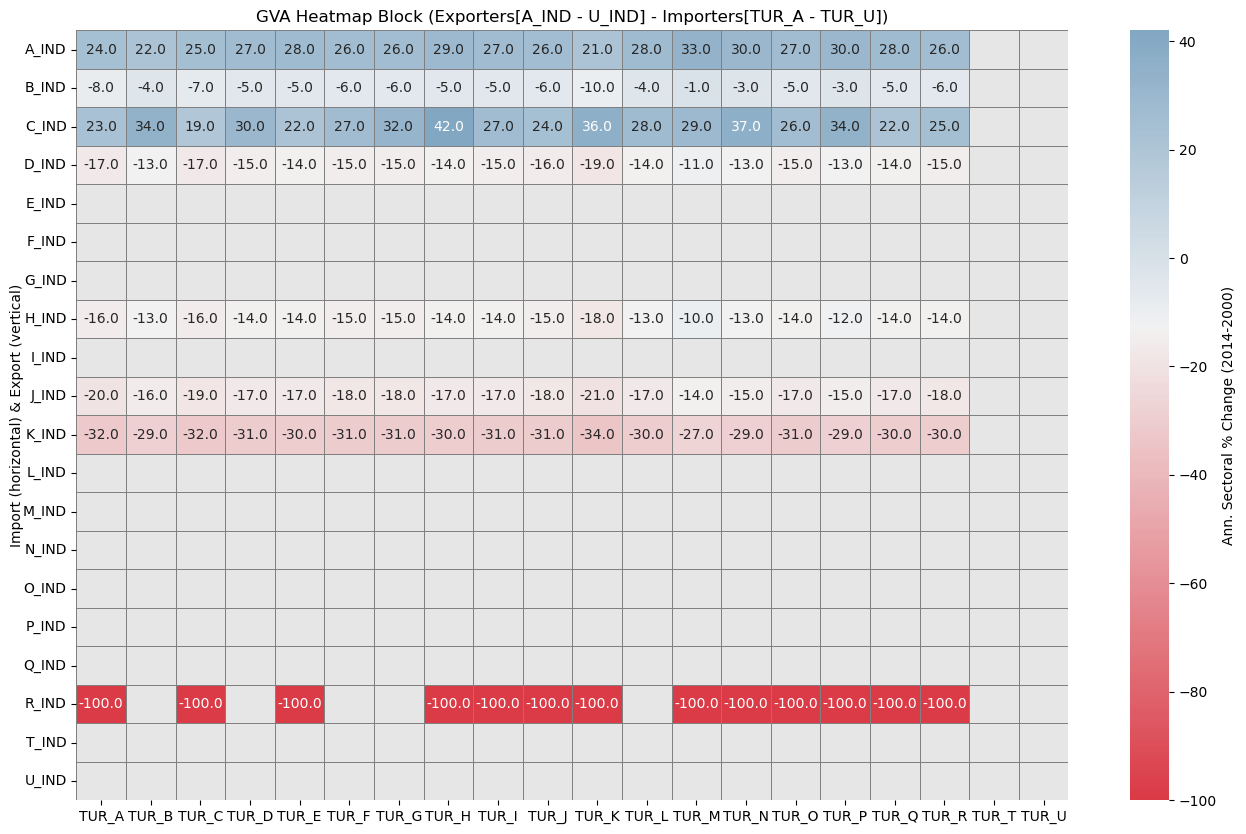 GVA Heatmap Block (Exporters[A_IND - U_IND] - Importers[TUR_A - TUR_U])
Import (horizontal) & Export (vertical)
A_IND 24.0 22.0 25.0 27.0 28.0 26.0 26.0 29.0 27.0 26.0 21.0 28.0 33.0 30.0 27.0 30.0 28.0 26.0
B_IND -8.0 -4.0 -7.0 -5.0 -5.0 -6.0 -6.0 -5.0 -5.0 -6.0 -10.0 -4.0 -1.0 -3.0 -5.0 -3.0 -5.0 -6.0
C_IND 23.0 34.0 19.0 30.0 22.0 27.0 32.0 42.0 27.0 24.0 36.0 28.0 29.0 37.0 26.0 34.0 22.0 25.0
D_IND -17.0 -13.0 -17.0 -15.0 -14.0 -15.0 -15.0 -14.0 -15.0 -16.0 -19.0 -14.0 -11.0 -13.0 -15.0 -13.0 -14.0 -15.0
E_IND
F_IND
G_IND
H_IND -16.0 -13.0 -16.0 -14.0 -14.0 -15.0 -15.0 -14.0 -14.0 -15.0 -18.0 -13.0 -10.0 -13.0 -14.0 -12.0 -14.0 -14.0
I_IND
J_IND -20.0 -16.0 -19.0 -17.0 -17.0 -18.0 -18.0 -17.0 -17.0 -18.0 -21.0 -17.0 -14.0 -15.0 -17.0 -15.0 -17.0 -18.0
K_IND -32.0 -29.0 -32.0 -31.0 -30.0 -31.0 -31.0 -30.0 -31.0 -31.0 -34.0 -30.0 -27.0 -29.0 -31.0 -29.0 -30.0 -30.0
L_IND
M_IND
N_IND
O_IND
P_IND
Q_IND
R_IND -100.0 -100.0 -100.0 -100.0 -100.0 -100.0 -100.0 -100.0 -100.0 -100.0 -100.0 -100.0 -100.0
T_IND
U_IND
TUR_A TUR_B TUR_C TUR_D TUR_E TUR_F TUR_G TUR_H TUR_I TUR_J TUR_K TUR_L TUR_M TUR_N TUR_O TUR_P TUR_Q TUR_R TUR_T TUR_U
40
20
0
−20
−40
−60
−80
−100
Ann. Sectoral % Change (2014-2000)